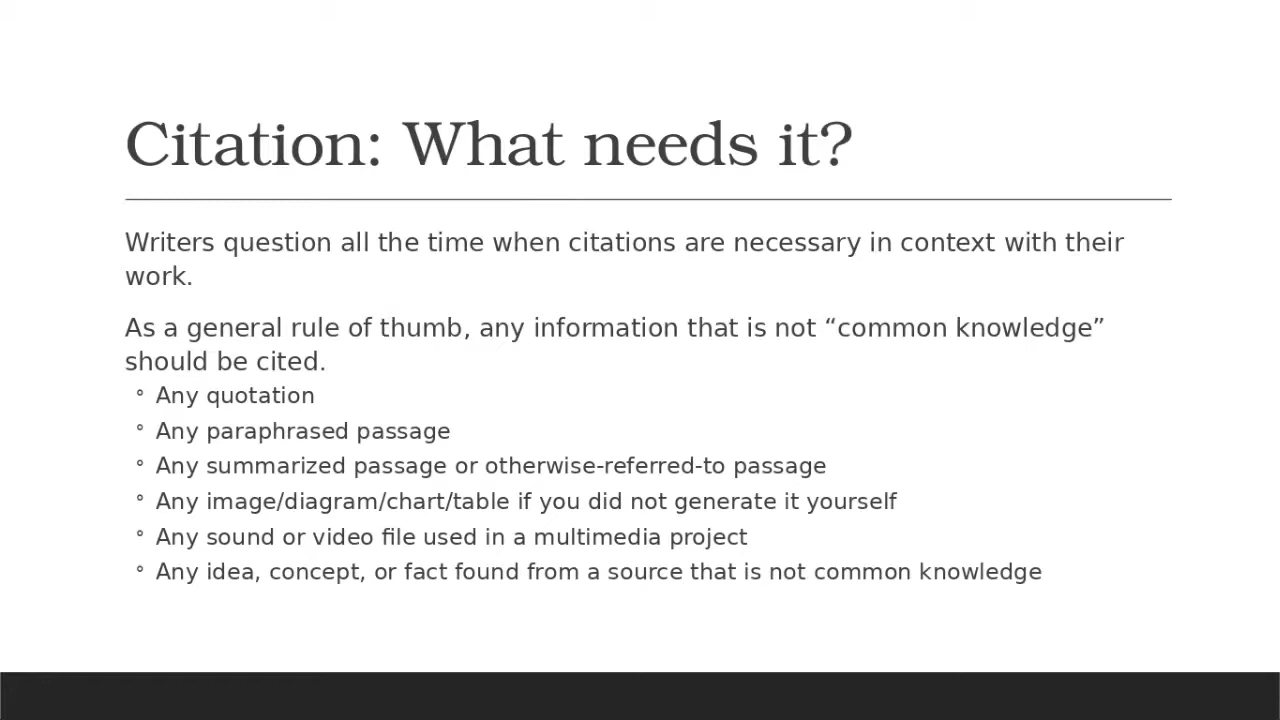 Citation: What needs it?
Writers question all the time when citations are necessary in context with their
work.
As a general rule of thumb, any information that is not “common knowledge”
should be cited.
° Any quotation
° Any paraphrased passage
° Any summarized passage or otherwise-referred-to passage
° Any image/diagram/chart/table if you did not generate it yourself
° Any sound or video file used in a multimedia project
° Any idea, concept, or fact found from a source that is not common knowledge